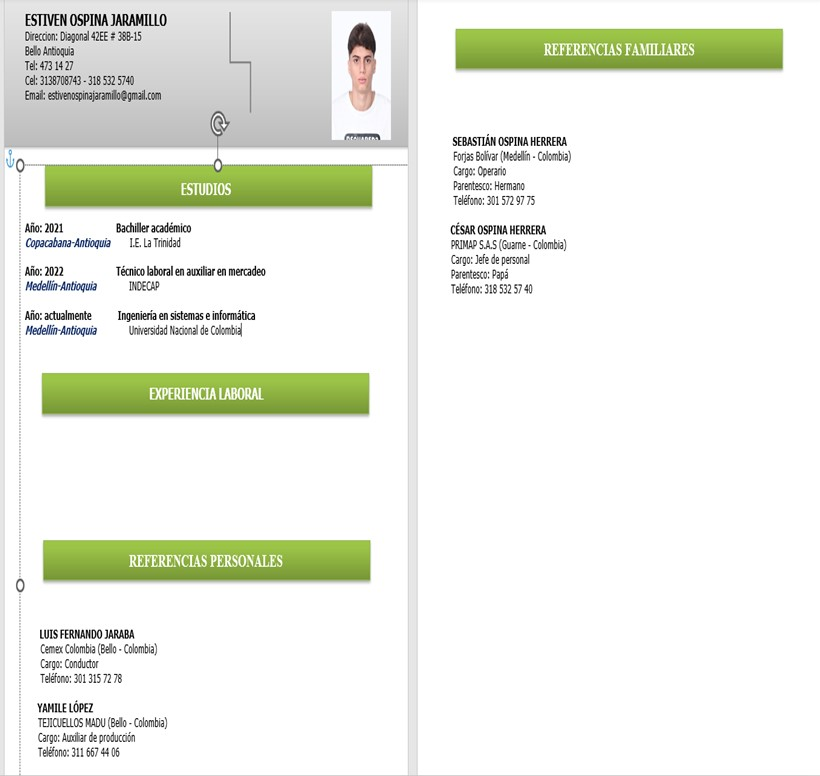 ESTIVEN OSPINA JARAMILLO
Direccion: Diagonal 42EE # 38B-15
Bello Antioquia
Tel: 473 14 27
Cel: 3138708743 - 318 532 5740
Email: estivenospinajaramillo@gmail.com
ESTUDIOS
Año: 2021 Bachiller académico
Copacabana-Antioquia I.E. La Trinidad
Año: 2022 Técnico laboral en auxiliar en mercadeo
Medellín-Antioquia INDECAP
Año: actualmente Ingeniería en sistemas e informática
Medellín-Antioquia Universidad Nacional de Colombia
EXPERIENCIA LABORAL
REFERENCIAS PERSONALES
LUIS FERNANDO JARABA
Cemex Colombia (Bello - Colombia)
Cargo: Conductor
Teléfono: 301 315 72 78
YAMILE LÓPEZ
TEJICUELLOS MADU (Bello - Colombia)
Cargo: Auxiliar de producción
Teléfono: 311 667 44 06
REFERENCIAS FAMILIARES
SEBASTIÁN OSPINA HERRERA
Forjas Bolívar (Medellín - Colombia)
Cargo: Operario
Parentesco: Hermano
Teléfono: 301 572 97 75
CÉSAR OSPINA HERRERA
PRIMAP S.A.S (Guarne - Colombia)
Cargo: Jefe de personal
Parentesco: Papá
Teléfono: 318 532 57 40